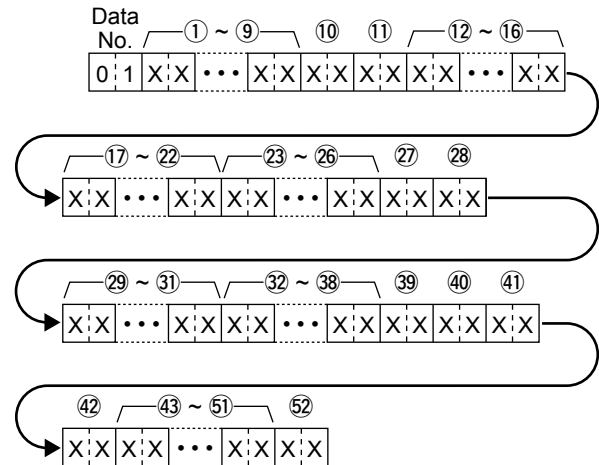 Data
No. ① ~ ⑨ ⑩ ⑪ ⑫ ~ ⑯
0 1 X X • • • X X X X X X X X • • • X X
⑰ ~ ㉒ ㉓ ~ ㉖ ㉗ ㉘
X X • • • X X X X • • • X X X X X X
㉙ ~ ㉛ ㉜ ~ ㊳ ㊴ ㊵ ㊶
X X • • • X X X X • • • X X X X X X X X
㊷ ㊸ ~ 51 52
X X X X • • • X X X X